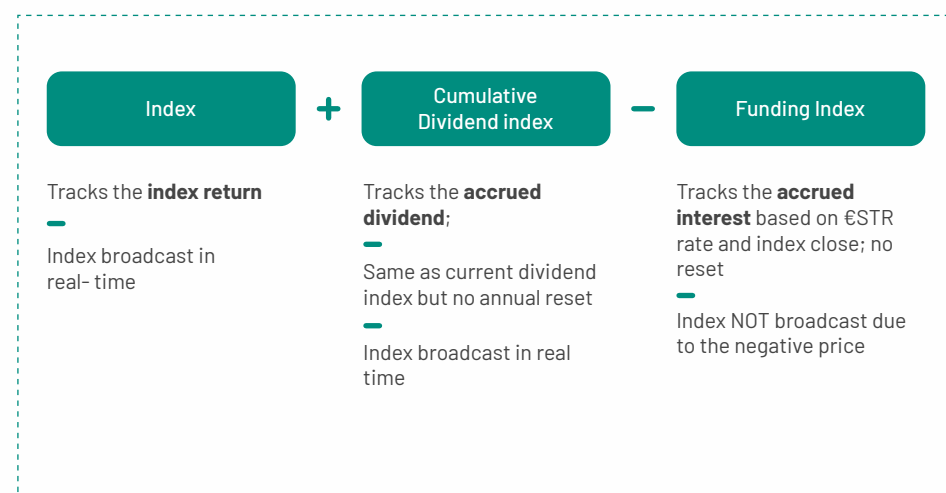 Index
+
Cumulative
Dividend index
−
Funding Index
Tracks the index return
Index broadcast in
real- time
Tracks the accrued
dividend;
Same as current dividend
index but no annual reset
Index broadcast in real
time
Tracks the accrued
interest based on €STR
rate and index close; no
reset
Index NOT broadcast due
to the negative price